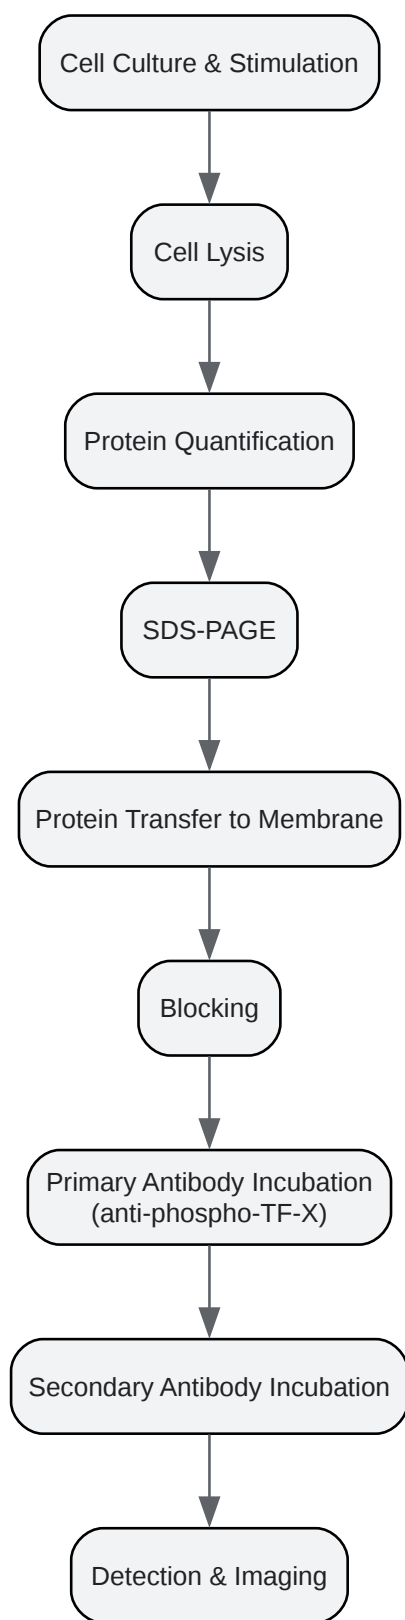 Cell Culture & Stimulation
Cell Lysis
Protein Quantification
SDS-PAGE
Protein Transfer to Membrane
Blocking
Primary Antibody Incubation
(anti-phospho-TF-X)
Secondary Antibody Incubation
Detection & Imaging